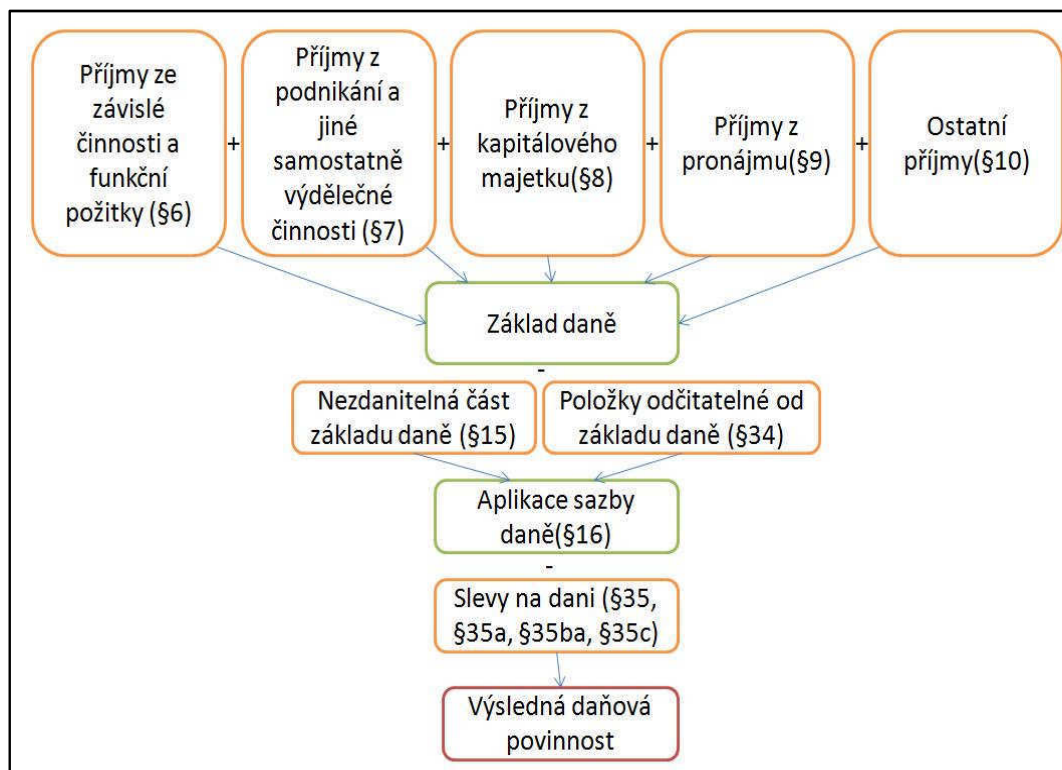 Příjmy ze
závislé
činnosti a
funkční
požitky (§6)
+
Příjmy z
podnikání a
jiné
samostatně
výdělečné
činnosti (§7)
+
Příjmy z
kapitálového
majetku(§8)
+
Příjmy z
pronájmu(§9)
+
Ostatní
příjmy(§10)
Základ daně
-
Nezdanitelná část
základu daně (§15)
Položky odčitatelné od
základu daně (§34)
Aplikace sazby
daně(§16)
-
Slevy na dani (§35,
§35a, §35ba, §35c)
Výsledná daňová
povinnost